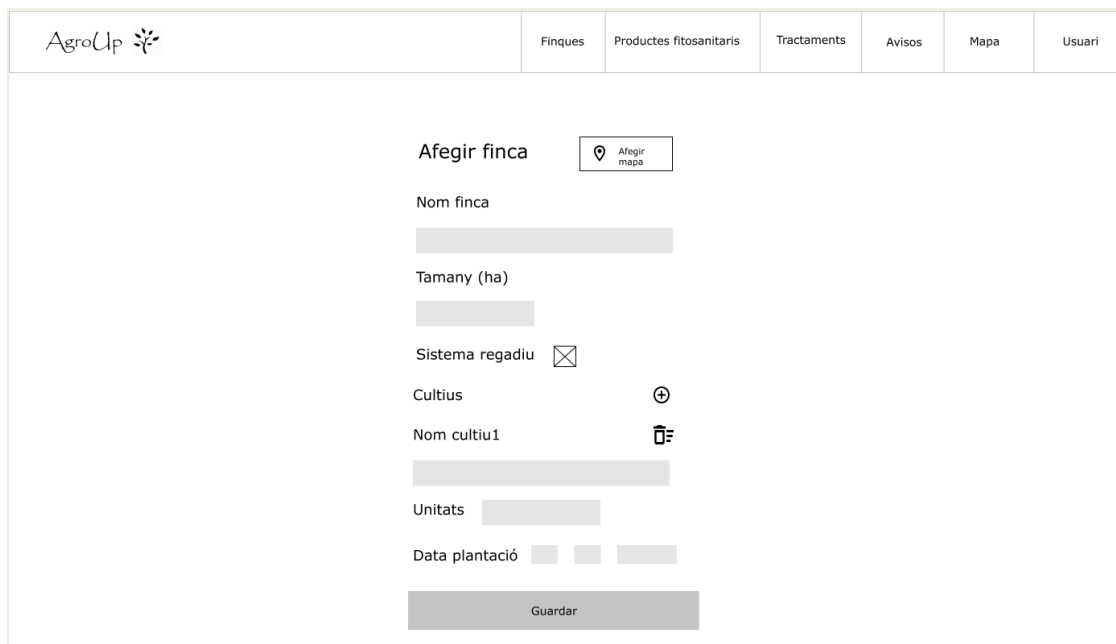 AgroUp
Finques
Productes fitosanitaris
Tractaments
Avisos
Mapa
Usuari
Afegir finca
Afegir
mapa
Nom finca
Tamany (ha)
Sistema regadiu
Cultius
Nom cultiu1
Unitats
Data plantació
Guardar